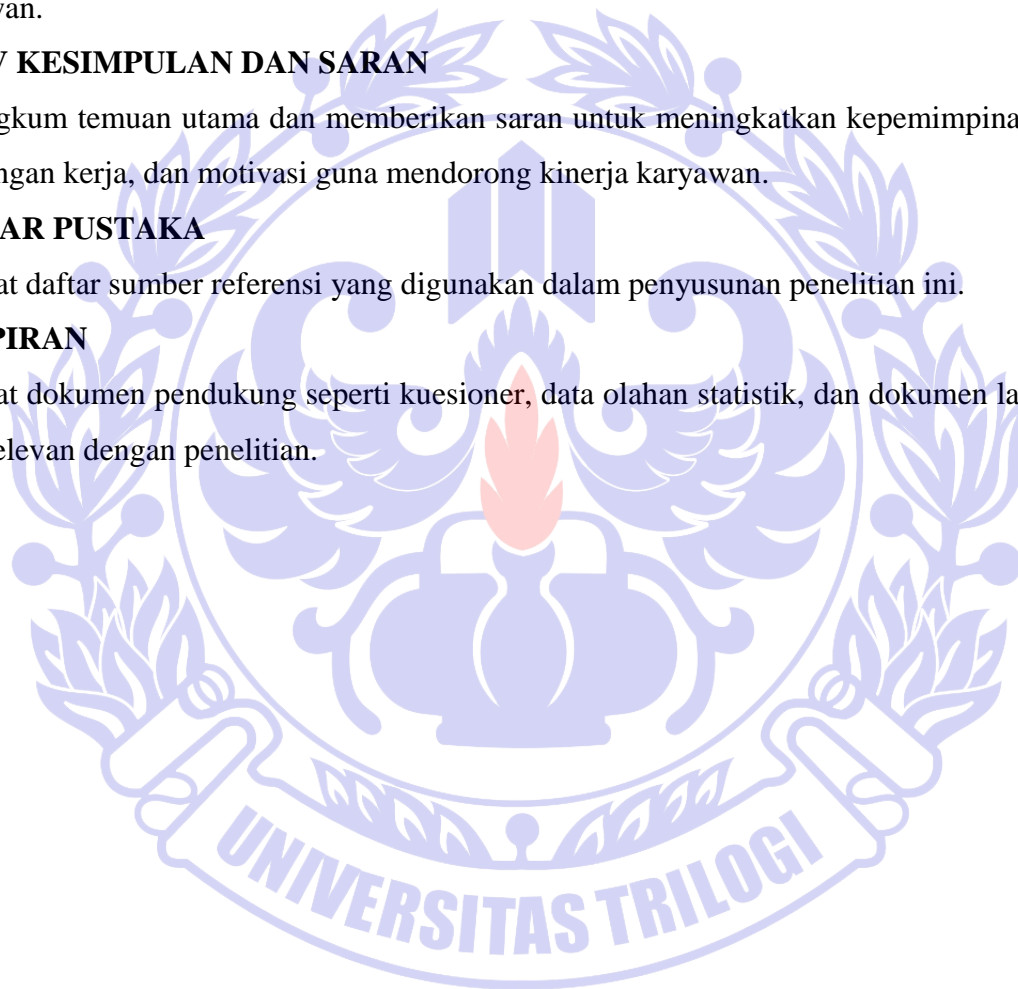 van.
V KESIMPULAN DAN SARAN
gkum temuan utama dan memberikan saran untuk meningkatkan kepemimpina
ngan kerja, dan motivasi guna mendorong kinerja karyawan.
AR PUSTAKA
at daftar sumber referensi yang digunakan dalam penyusunan penelitian ini.
PIRAN
at dokumen pendukung seperti kuesioner, data olahan statistik, dan dokumen la
elevan dengan penelitian.
UNIVERSITAS TRILOGI